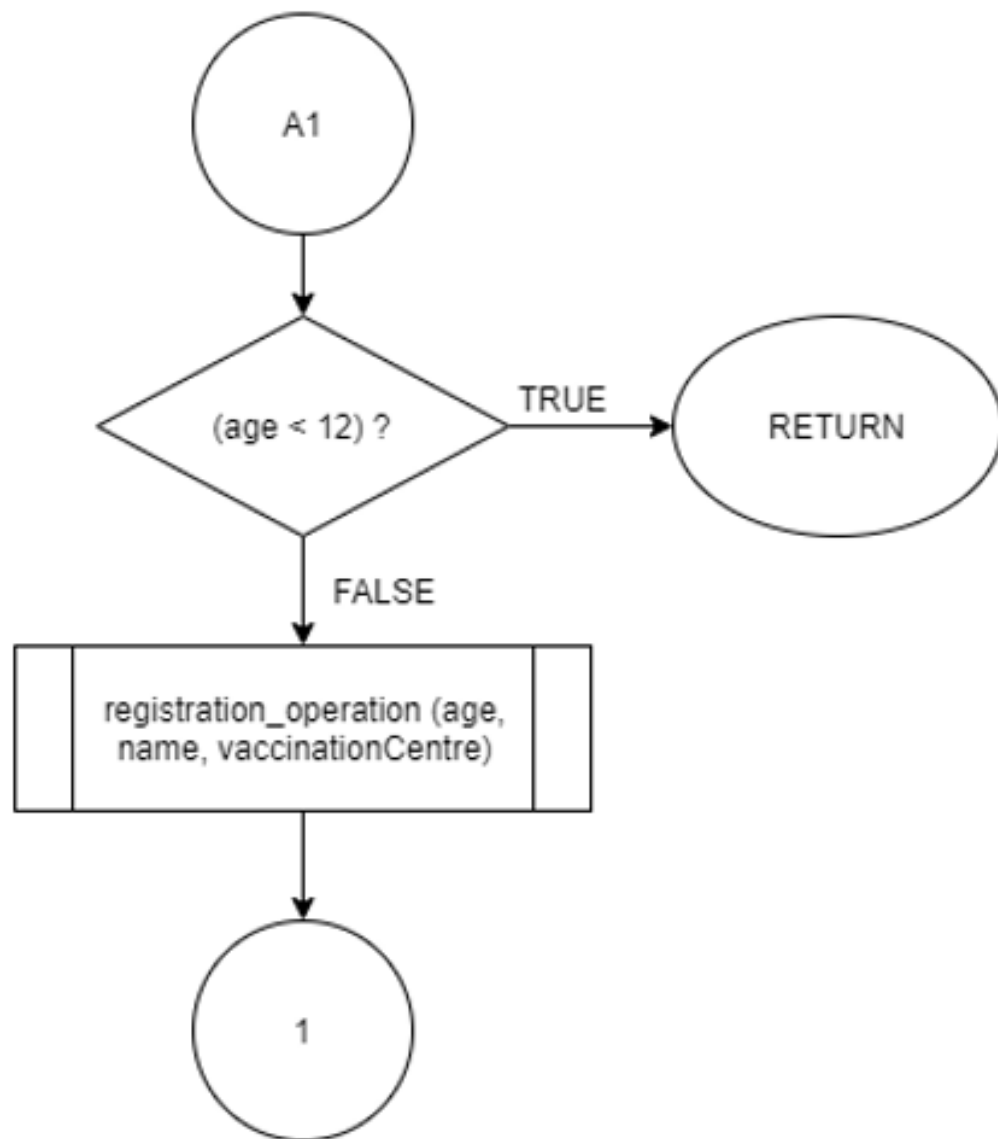 A1
(age < 12) ?
TRUE
RETURN
FALSE
registration_operation (age,
name, vaccinationCentre)
1